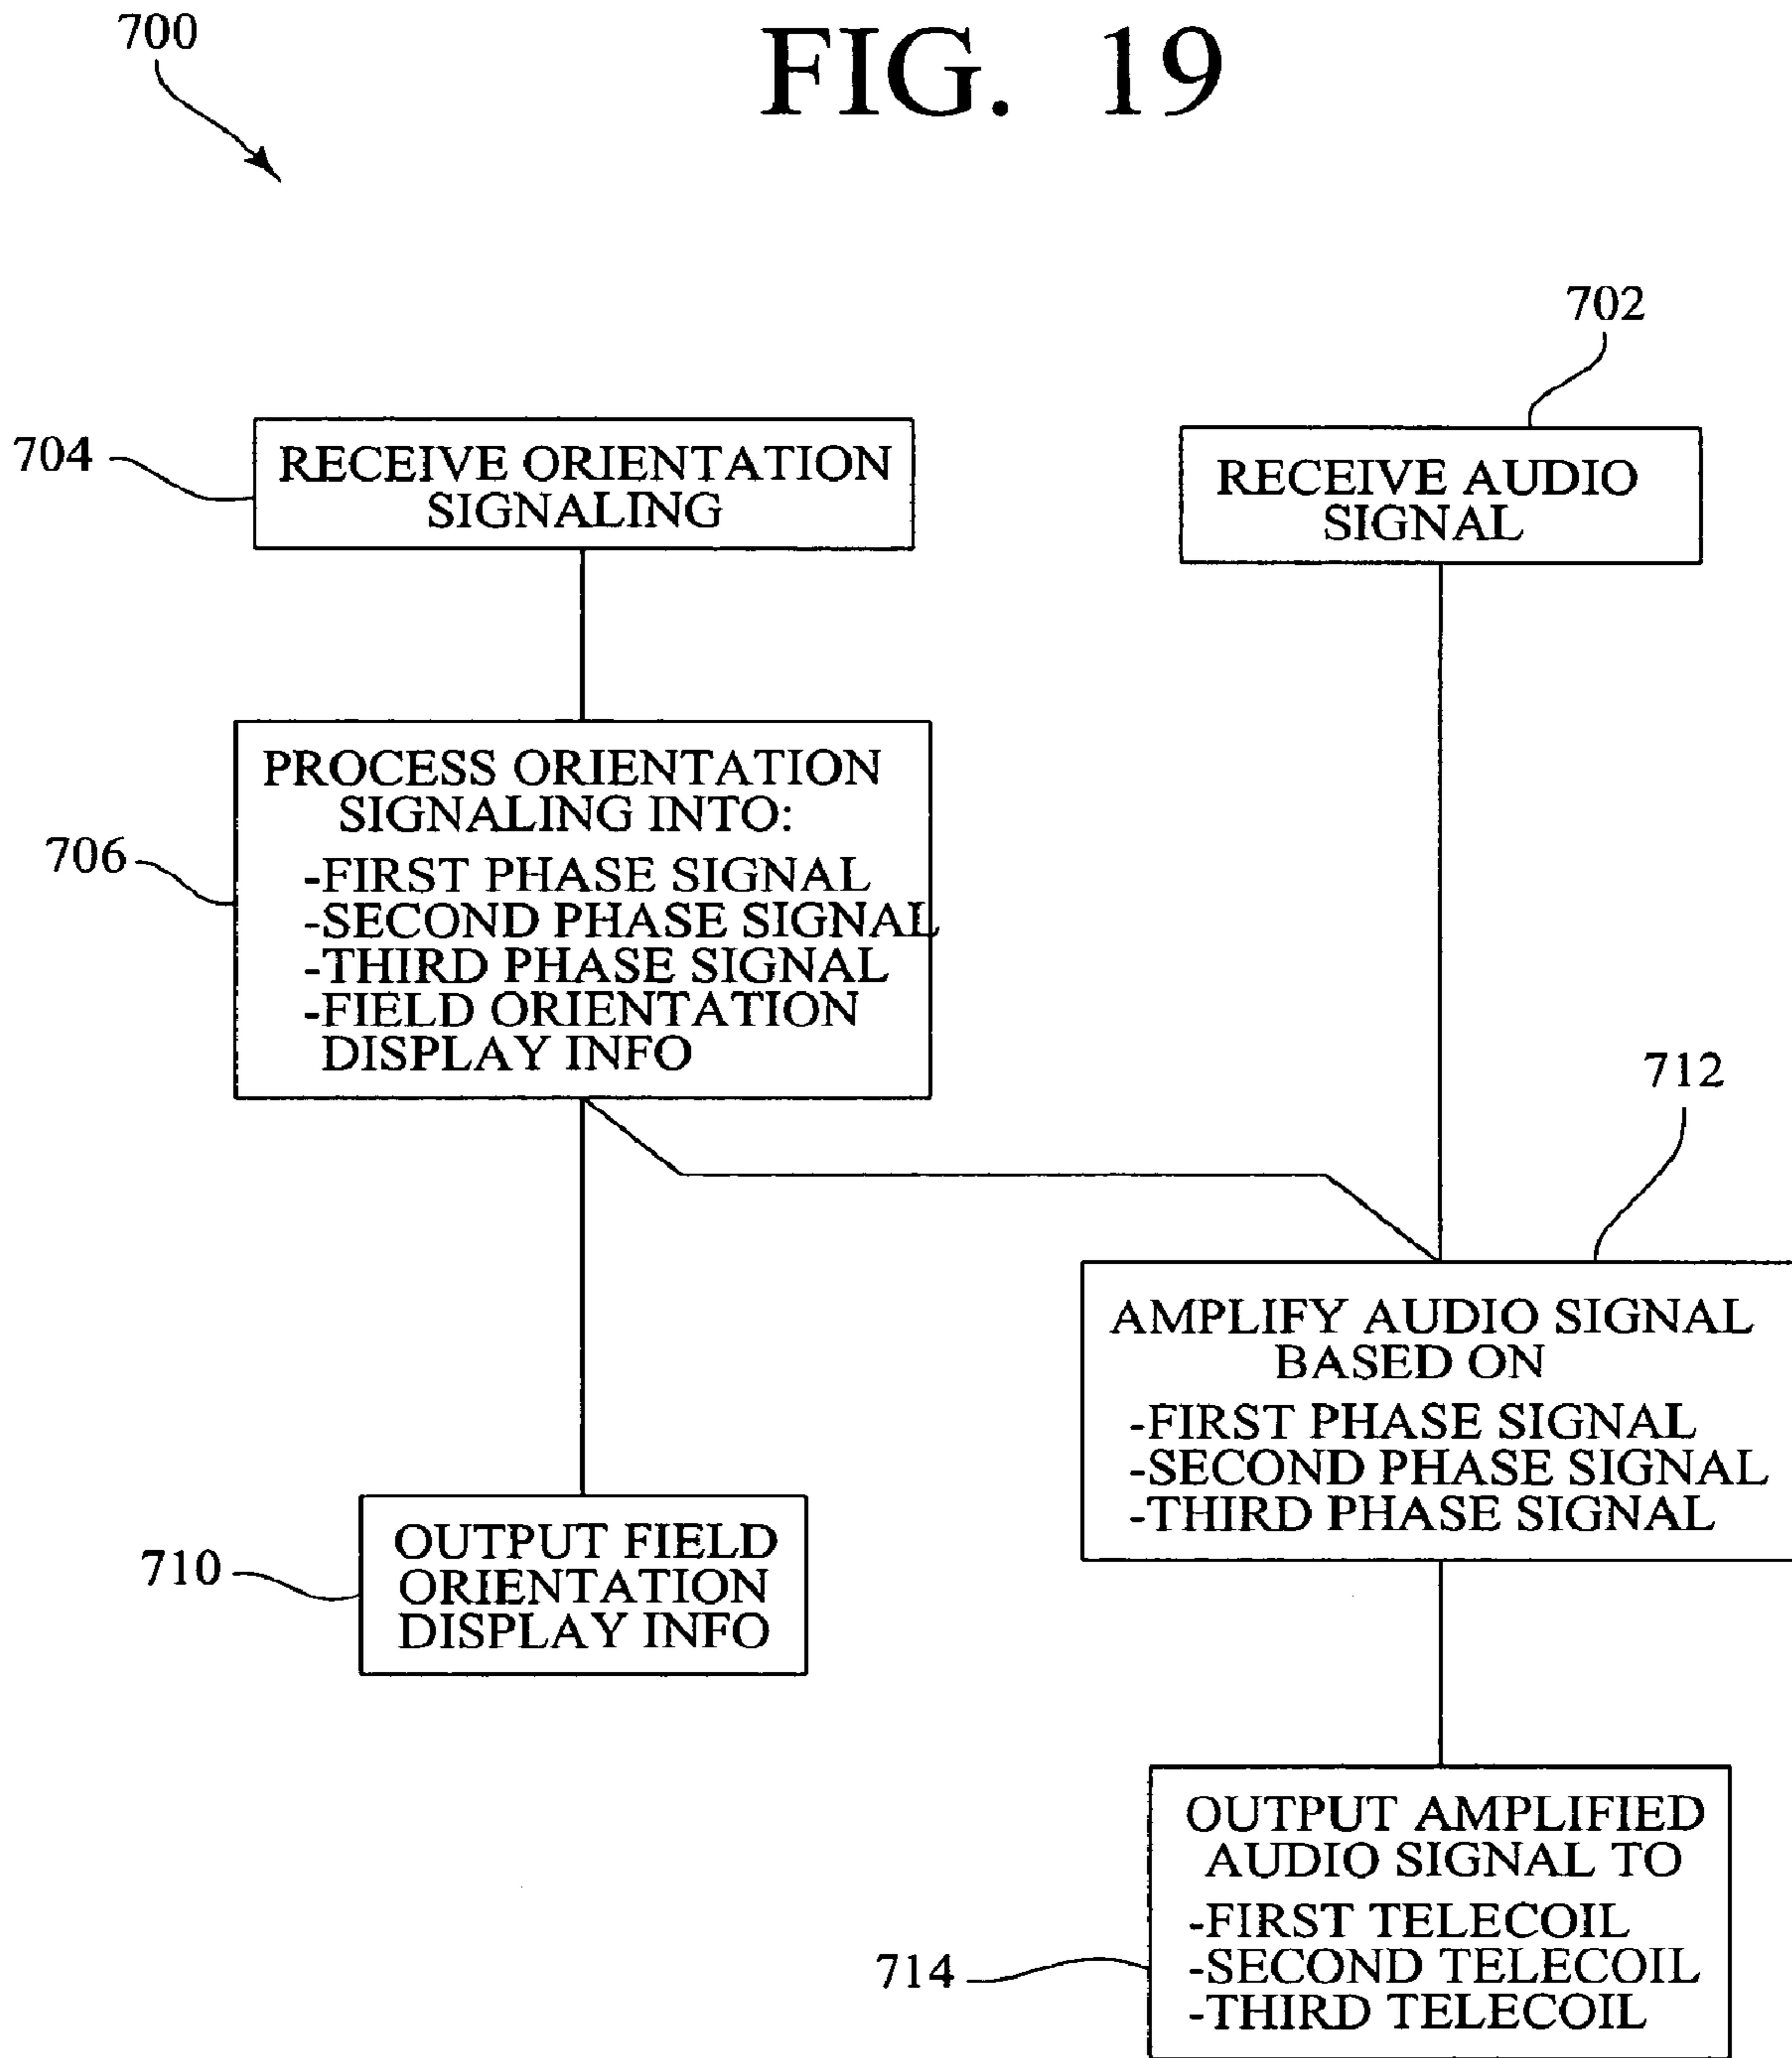 700
FIG. 19
702
704
RECEIVE ORIENTATION
SIGNALING
RECEIVE AUDIO
SIGNAL
706
PROCESS ORIENTATION
SIGNALING INTO:
-FIRST PHASE SIGNAL
-SECOND PHASE SIGNAL
-THIRD PHASE SIGNAL
-FIELD ORIENTATION
DISPLAY INFO
712
AMPLIFY AUDIO SIGNAL
BASED ON
-FIRST PHASE SIGNAL
-SECOND PHASE SIGNAL
-THIRD PHASE SIGNAL
710
OUTPUT FIELD
ORIENTATION
DISPLAY INFO
714
OUTPUT AMPLIFIED
AUDIO SIGNAL TO
-FIRST TELECOIL
-SECOND TELECOIL
-THIRD TELECOIL